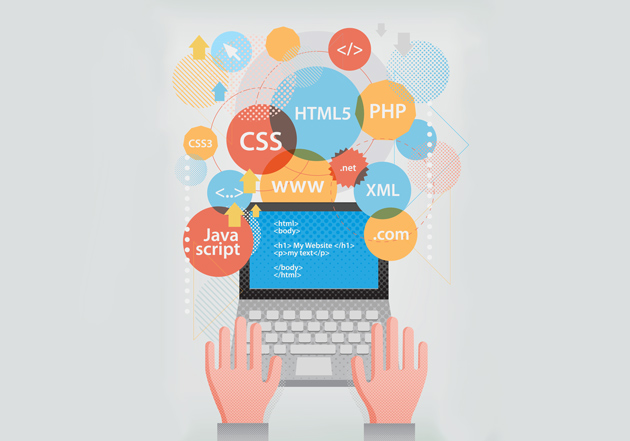 </>
HTML5
PHP
CSS
CSS3
.net
www
XML
<..>
Java
script
.com
<html>
<body>
<h1> My Website </h1>
<p>my text</p>
</body>
</html>